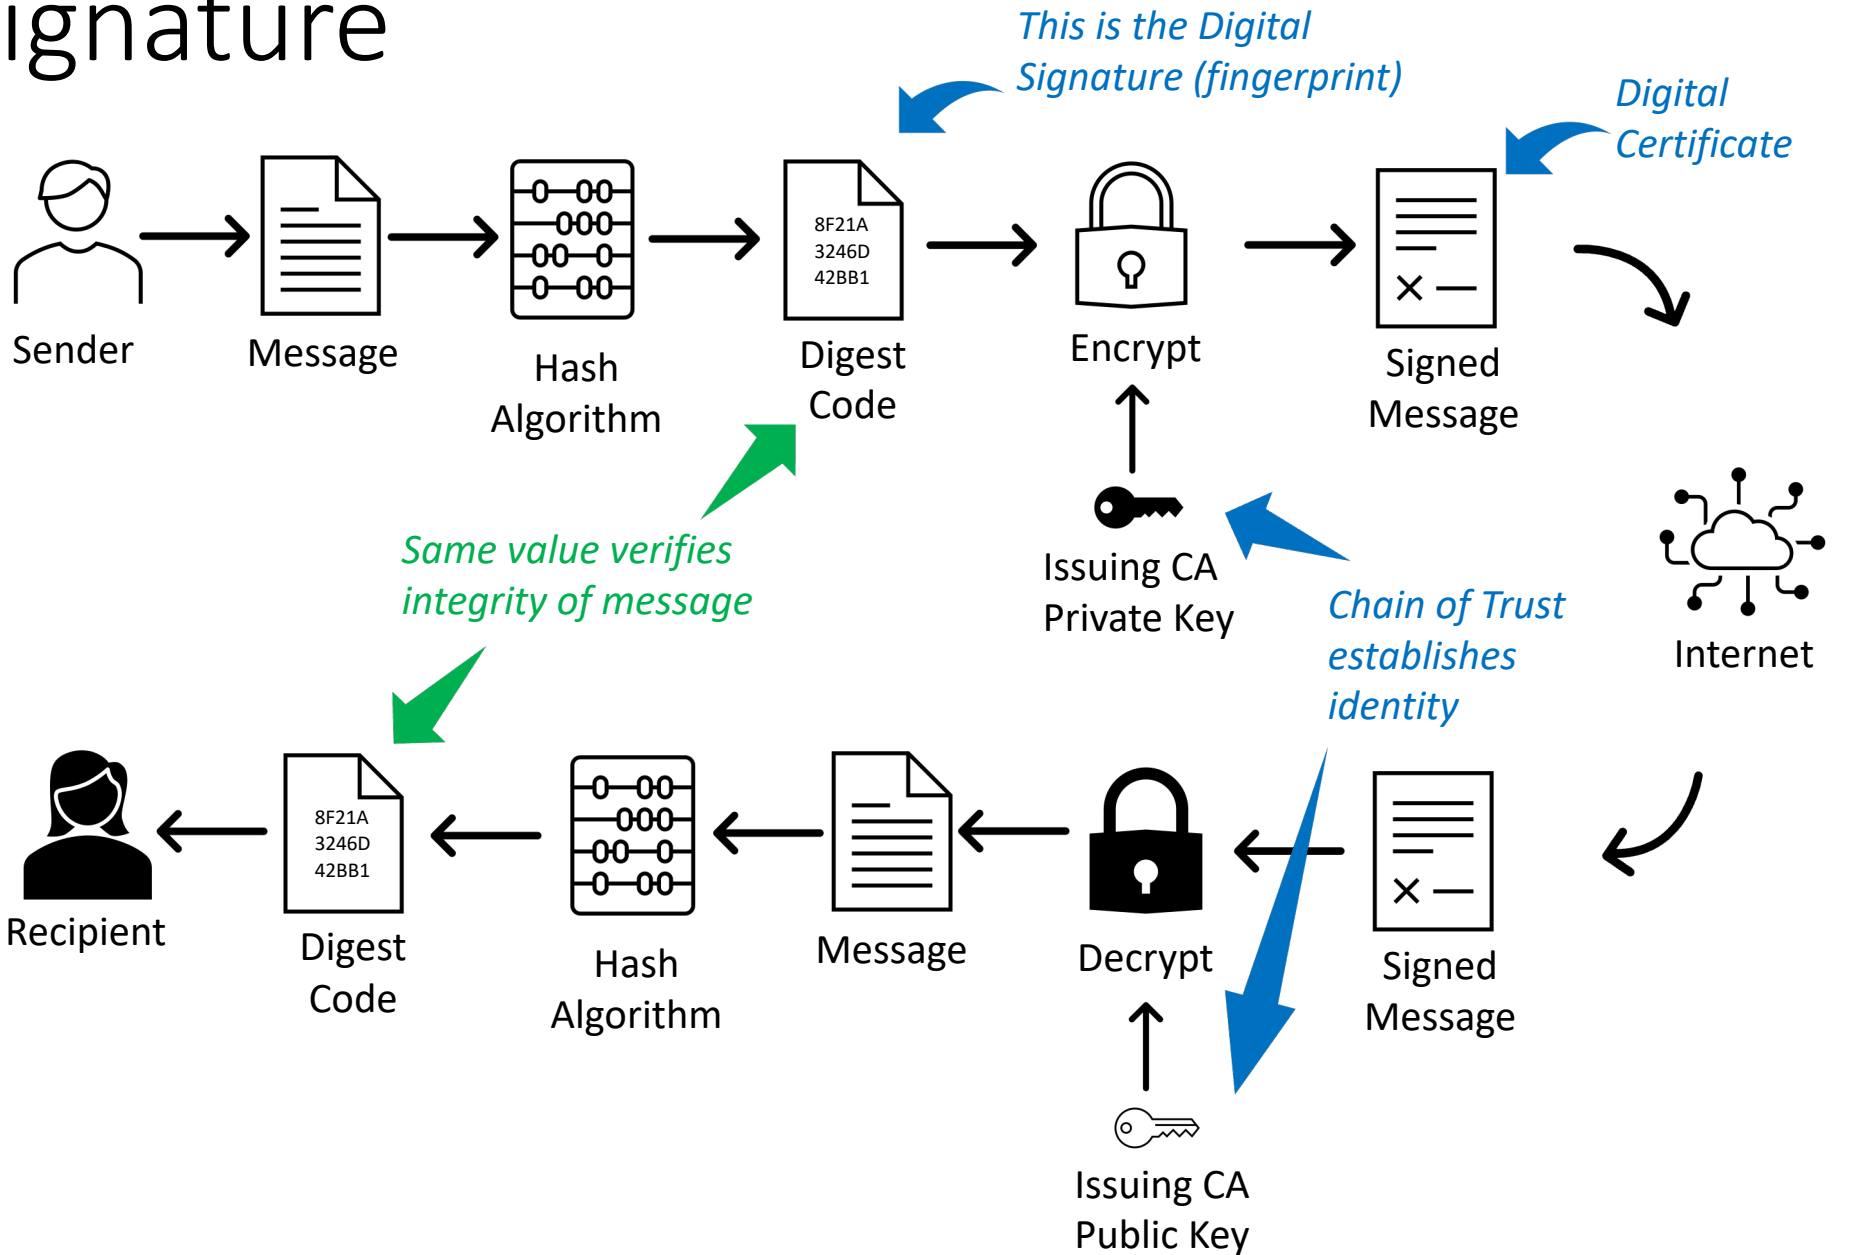 ignature
This is the Digital
Signature (fingerprint)
Digital
Certificate
8F21A
3246D
42BB1
Sender
Message
Hash
Algorithm
Digest
Code
Encrypt
Signed
Message
Same value verifies
integrity of message
Issuing CA
Private Key
Chain of Trust
establishes
identity
Internet
8F21A
3246D
42BB1
Recipient
Digest
Code
Hash
Algorithm
Message
Decrypt
Signed
Message
Issuing CA
Public Key